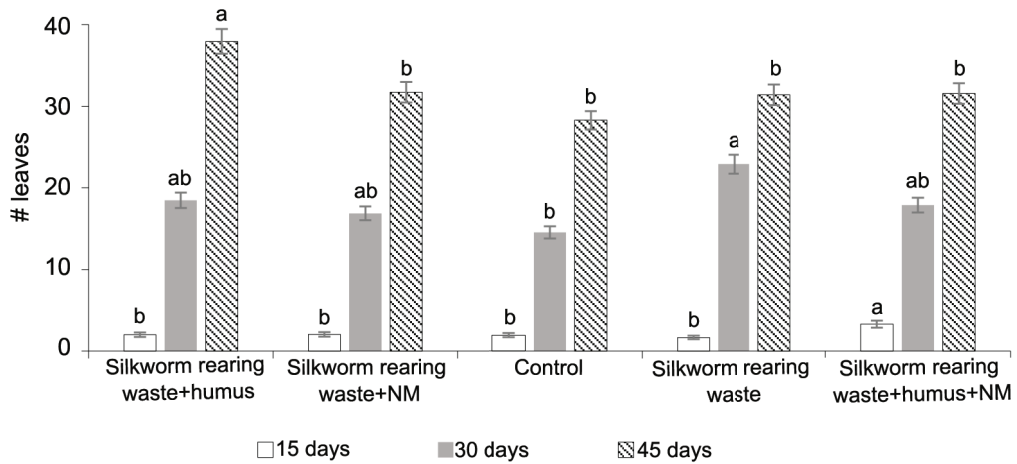 # leaves
40
30
20
10
0
a
b
b
b
b
ab
ab
b
a
ab
b
b
b
b
a
Silkworm rearing
waste+humus
Silkworm rearing
waste+NM
Control
Silkworm rearing
waste
Silkworm rearing
waste+humus+NM
15 days
30 days
45 days